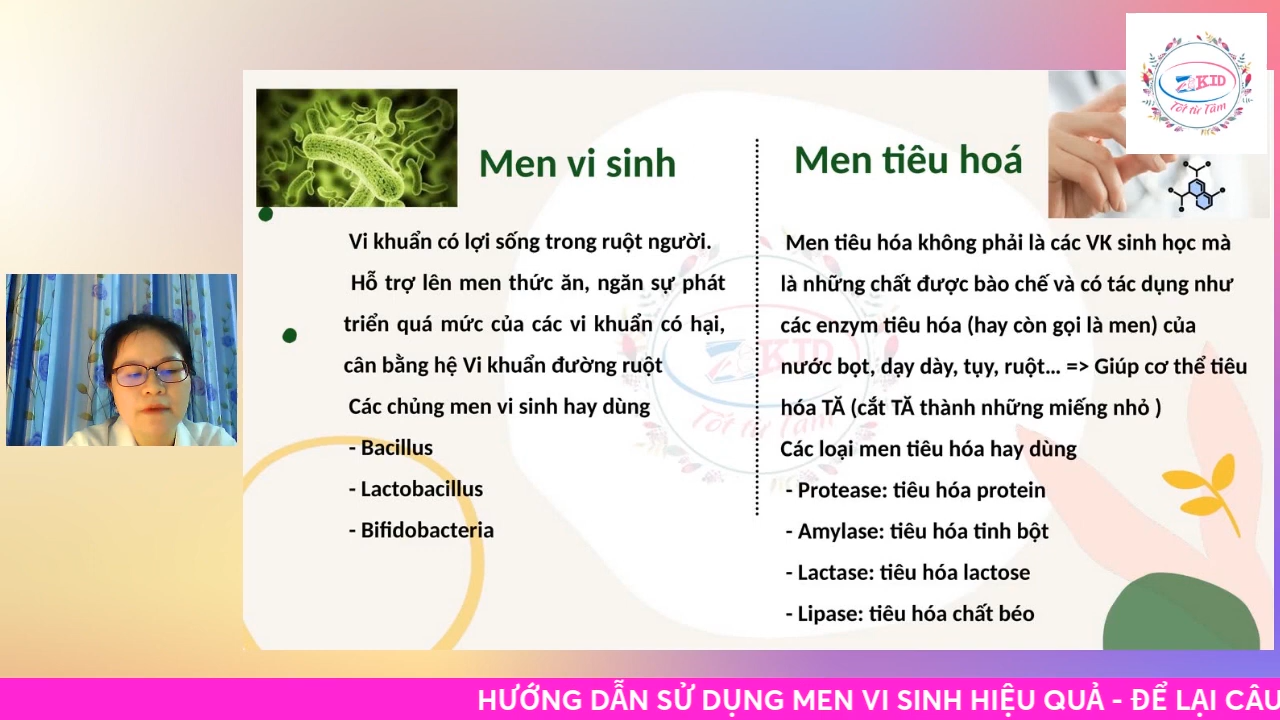 ZOKID
Tốt từ Tâm
Men vi sinh
Vi khuẩn có lợi sống trong ruột người.
Hỗ trợ lên men thức ăn, ngăn sự phát
triển quá mức của các vi khuẩn có hại,
cân bằng hệ Vi khuẩn đường ruột
Các chủng men vi sinh hay dùng
- Bacillus
- Lactobacillus
- Bifidobacteria
Men tiêu hoá
Men tiêu hóa không phải là các VK sinh học mà
là những chất được bào chế và có tác dụng như
các enzym tiêu hóa (hay còn gọi là men) của
nước bọt, dạy dày, tụy, ruột... => Giúp cơ thể tiêu
hóa TĂ (cắt TĂ thành những miếng nhỏ )
Các loại men tiêu hóa hay dùng
- Protease: tiêu hóa protein
- Amylase: tiêu hóa tinh bột
- Lactase: tiêu hóa lactose
- Lipase: tiêu hóa chất béo
ZOKID
Tốt từ Tâm
HƯỚNG DẪN SỬ DỤNG MEN VI SINH HIỆU QUẢ - ĐỂ LẠI CÂU